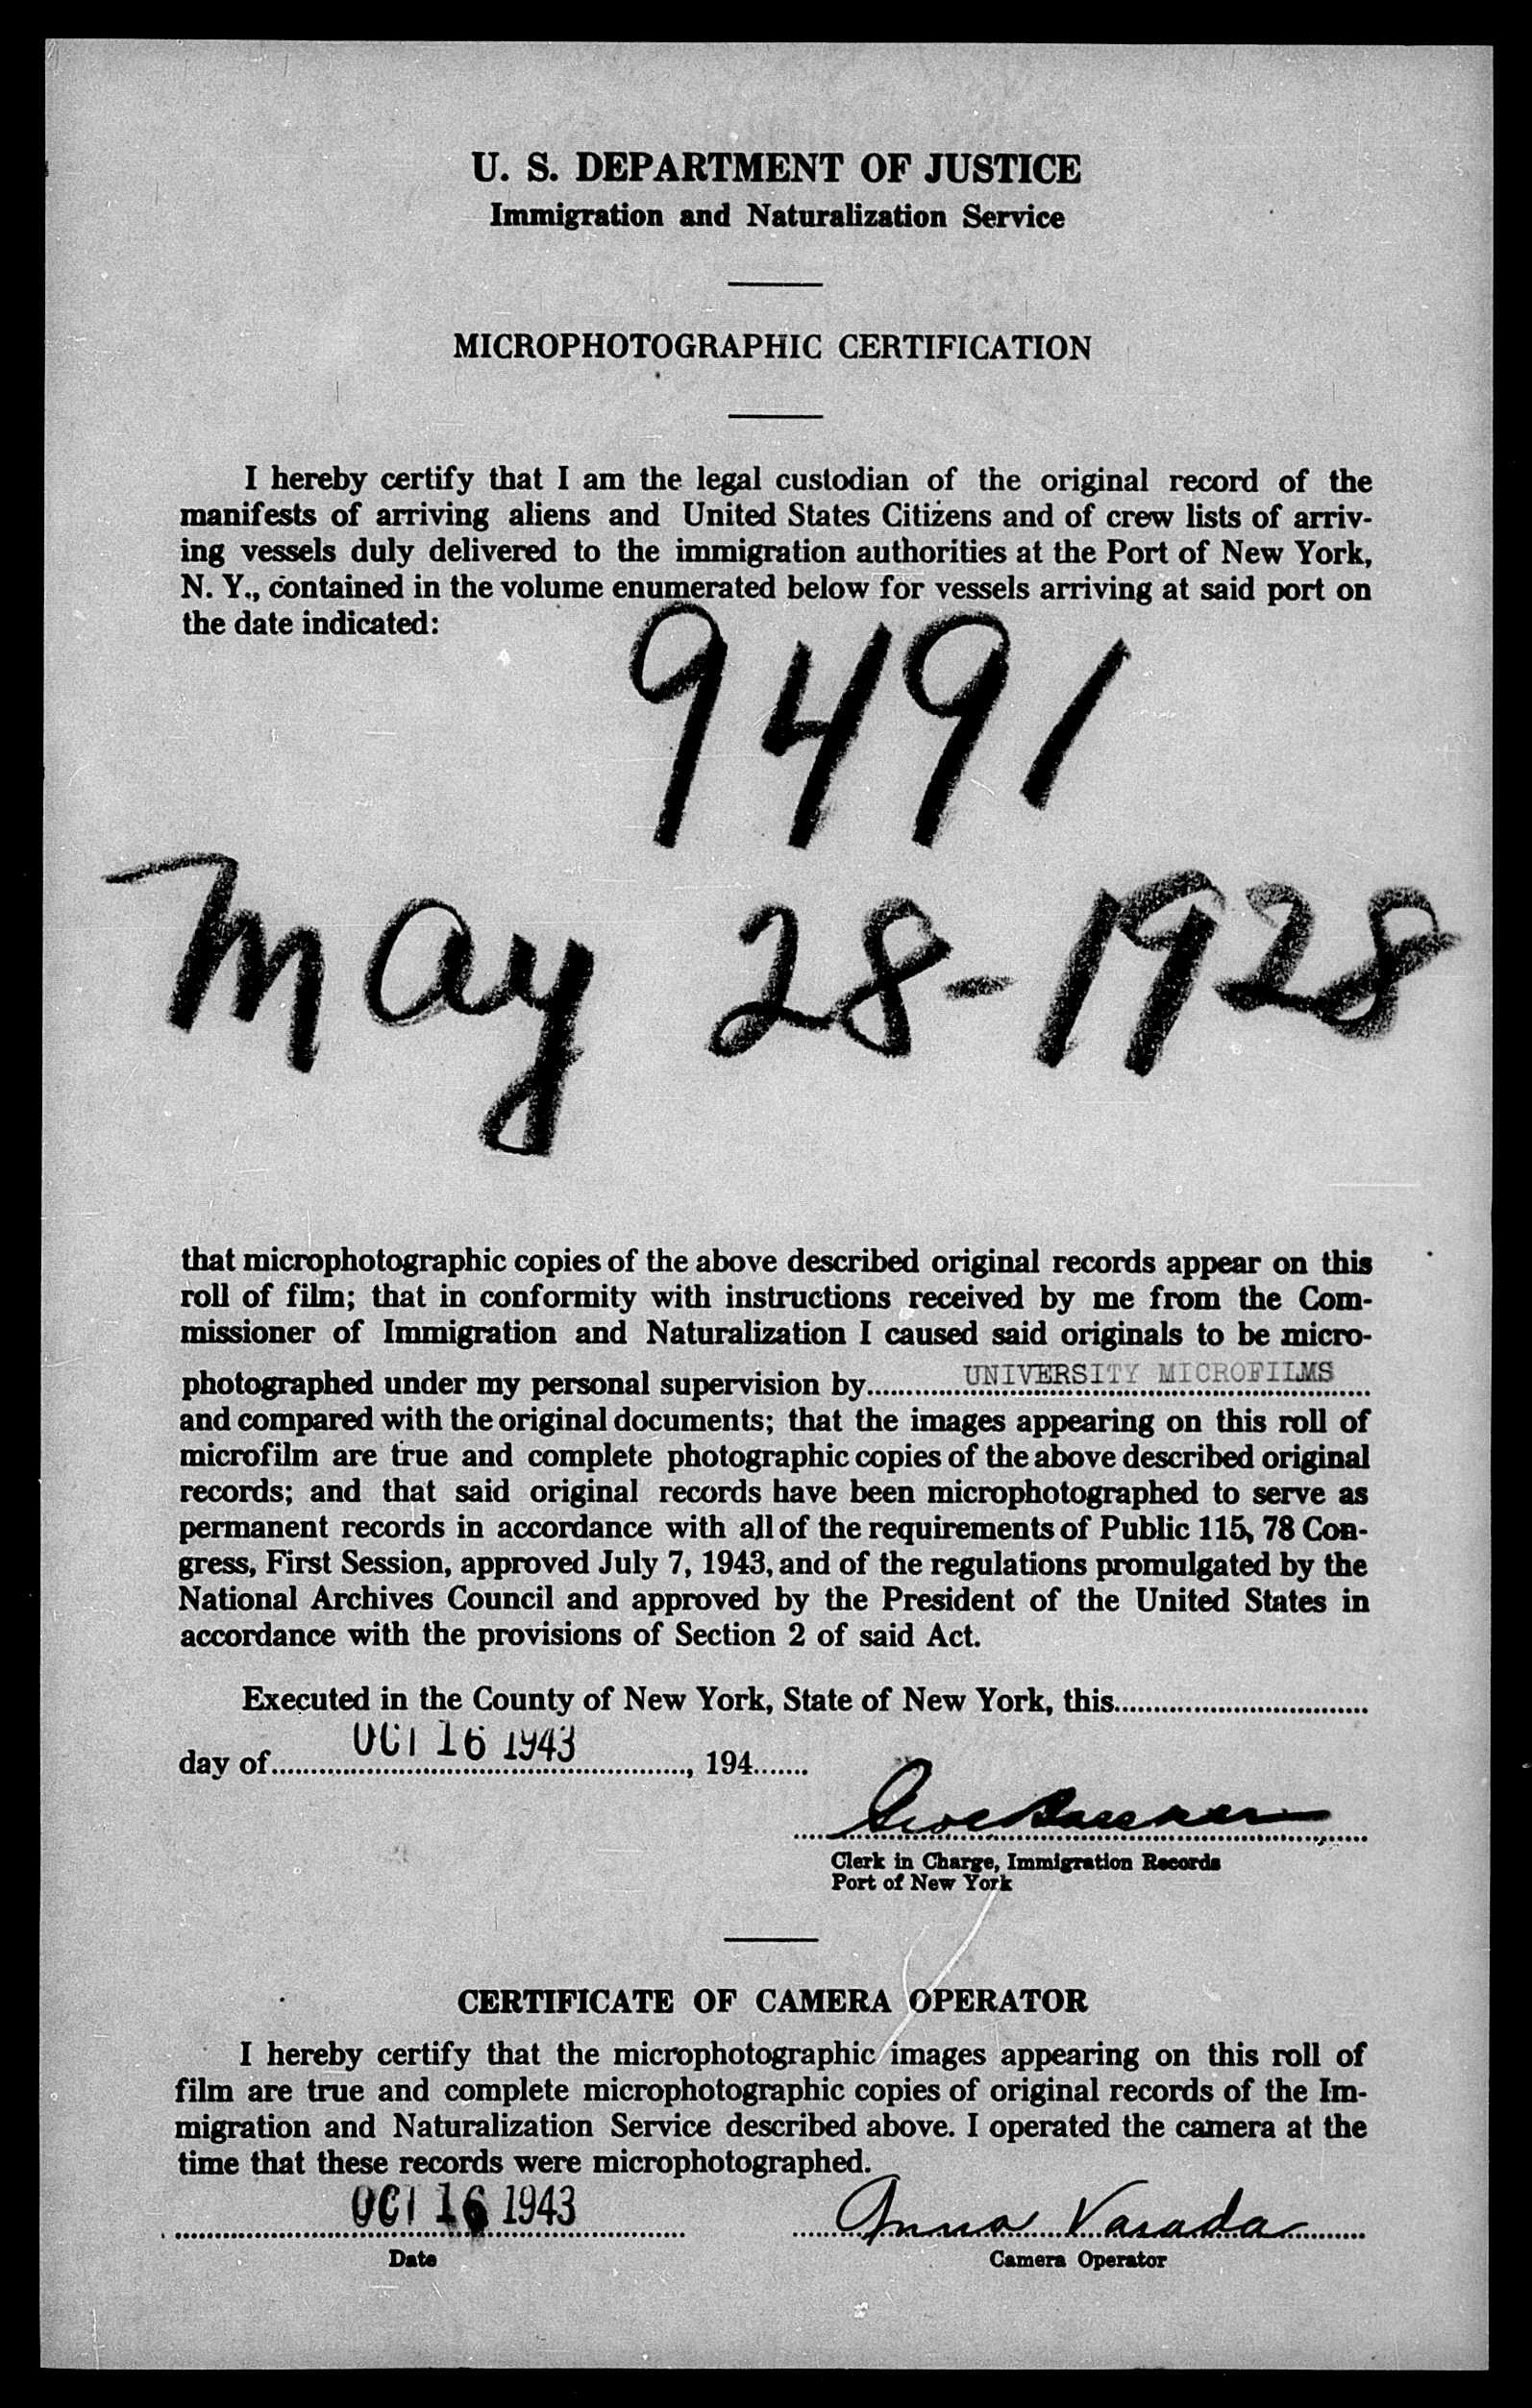 U. S. DEPARTMENT OF JUSTICE
Immigration and Naturalization Service
MICROPHOTOGRAPHIC CERTIFICATION
I hereby certify that I am the legal custodian of the original record of the
manifests of arriving aliens and United States Citizens and of crew lists of arriv-
ing vessels duly delivered to the immigration authorities at the Port of New York,
N. Y., contained in the volume enumerated below for vessels arriving at said port on
the date indicated:
9491
May 28-1928
that microphotographic copies of the above described original records appear on this
roll of film; that in conformity with instructions received by me from the Com-
missioner of Immigration and Naturalization I caused said originals to be micro-
photographed under my personal supervision by UNIVERSITY MICROFILMS
and compared with the original documents; that the images appearing on this roll of
microfilm are true and complete photographic copies of the above described original
records; and that said original records have been microphotographed to serve as
permanent records in accordance with all of the requirements of Public 115, 78 Con-
gress, First Session, approved July 7, 1943, and of the regulations promulgated by the
National Archives Council and approved by the President of the United States in
accordance with the provisions of Section 2 of said Act.
Executed in the County of New York, State of New York, this
day of OCT 16 1943, 194
Clerk in Charge, Immigration Records
Port of New York
CERTIFICATE OF CAMERA OPERATOR
I hereby certify that the microphotographic images appearing on this roll of
film are true and complete microphotographic copies of original records of the Im-
migration and Naturalization Service described above. I operated the camera at the
time that these records were microphotographed.
OCT 16 1943 Anna Varada
Date Camera Operator